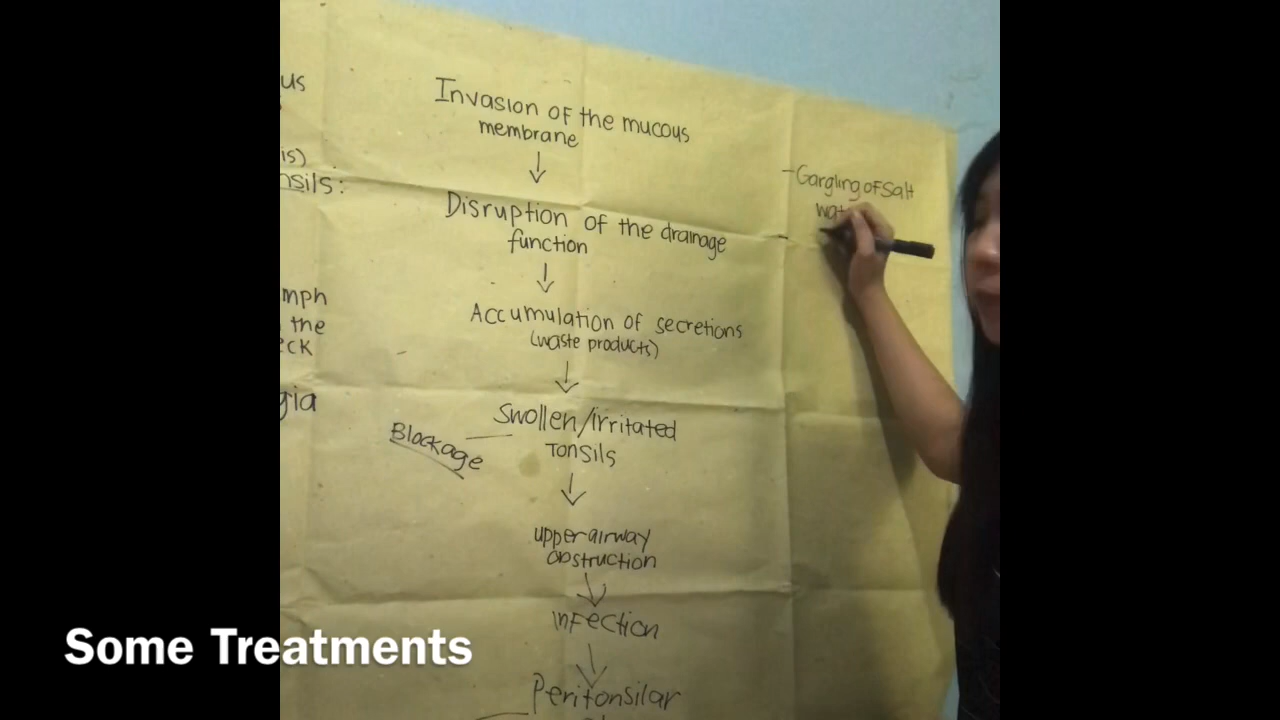 us
is)
nsils:
mph
the
eck
gia
Invasion of the mucous
membrane
Disruption of the drainage
function
Accumulation of secretions
(waste products)
Swollen/irritated
Tonsils
Blockage
upper airway
obstruction
infection
Peritonsilar
- Gargling of Salt
wat
Some Treatments